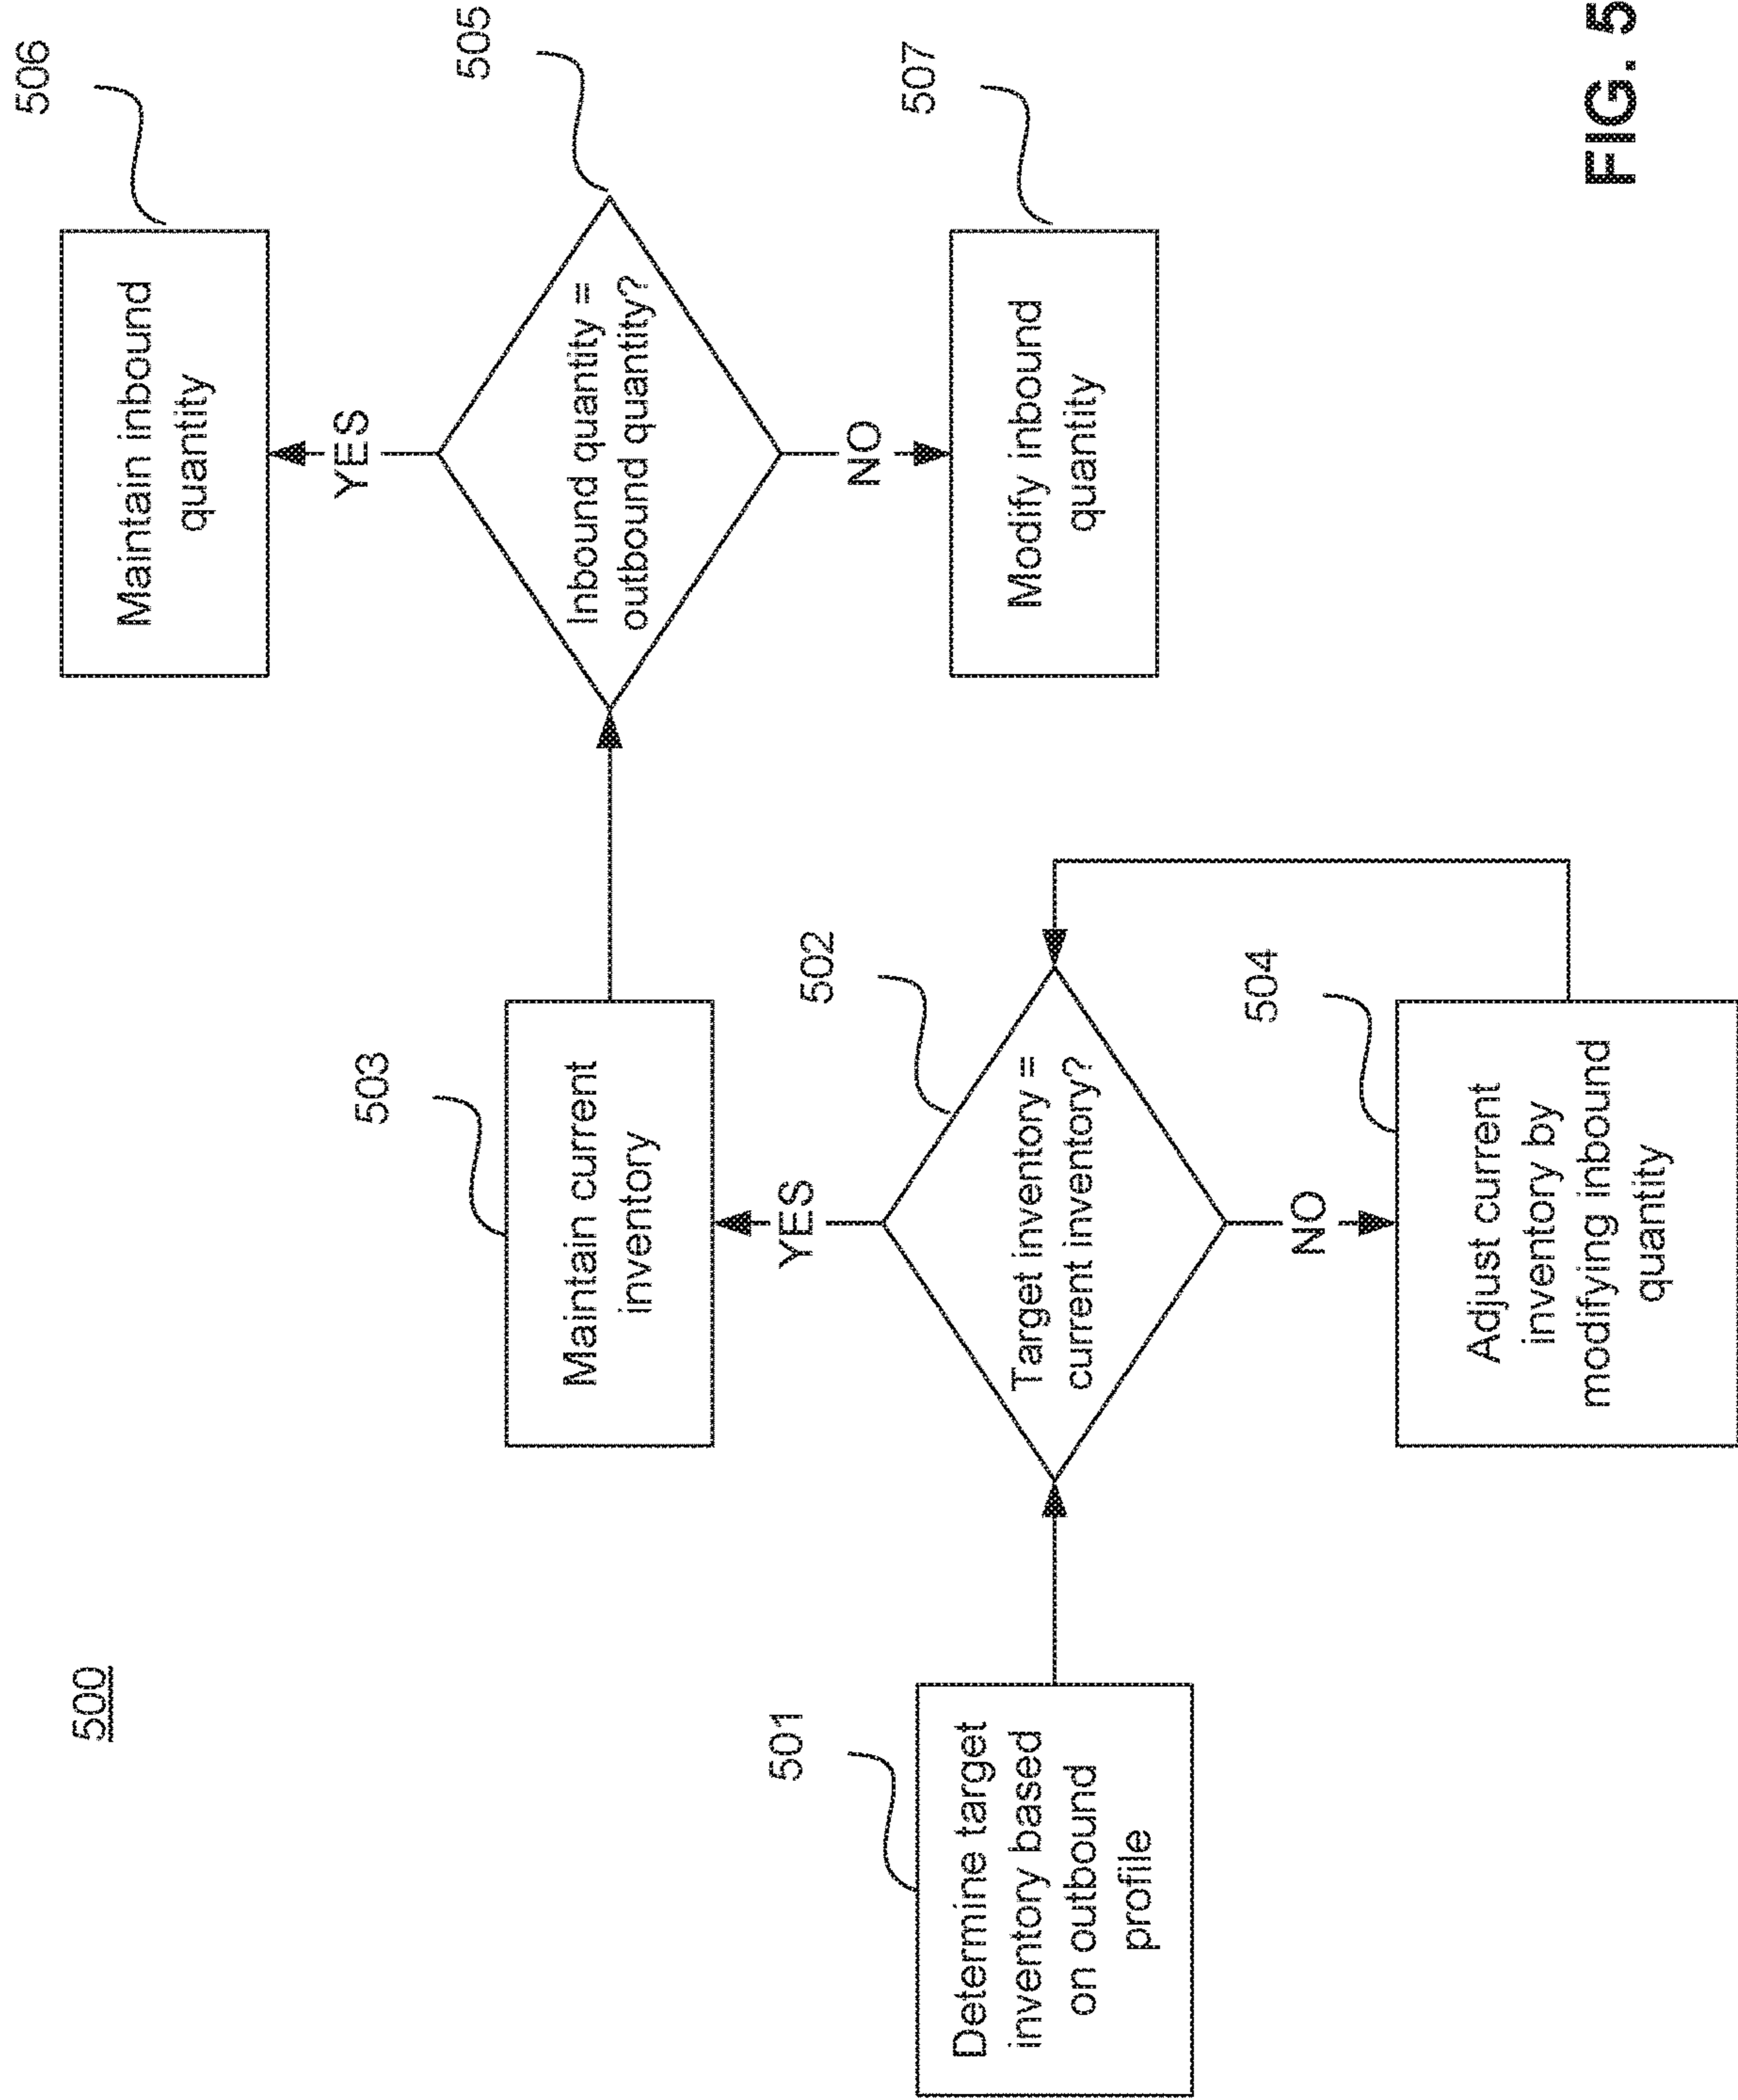 500
501
Determine target
inventory based
on outbound
profile
502
Target inventory =
current inventory?
YES
503
Maintain current
inventory
NO
504
Adjust current
inventory by
modifying inbound
quantity
505
Inbound quantity =
outbound quantity?
YES
506
Maintain inbound
quantity
NO
507
Modify inbound
quantity
FIG. 5